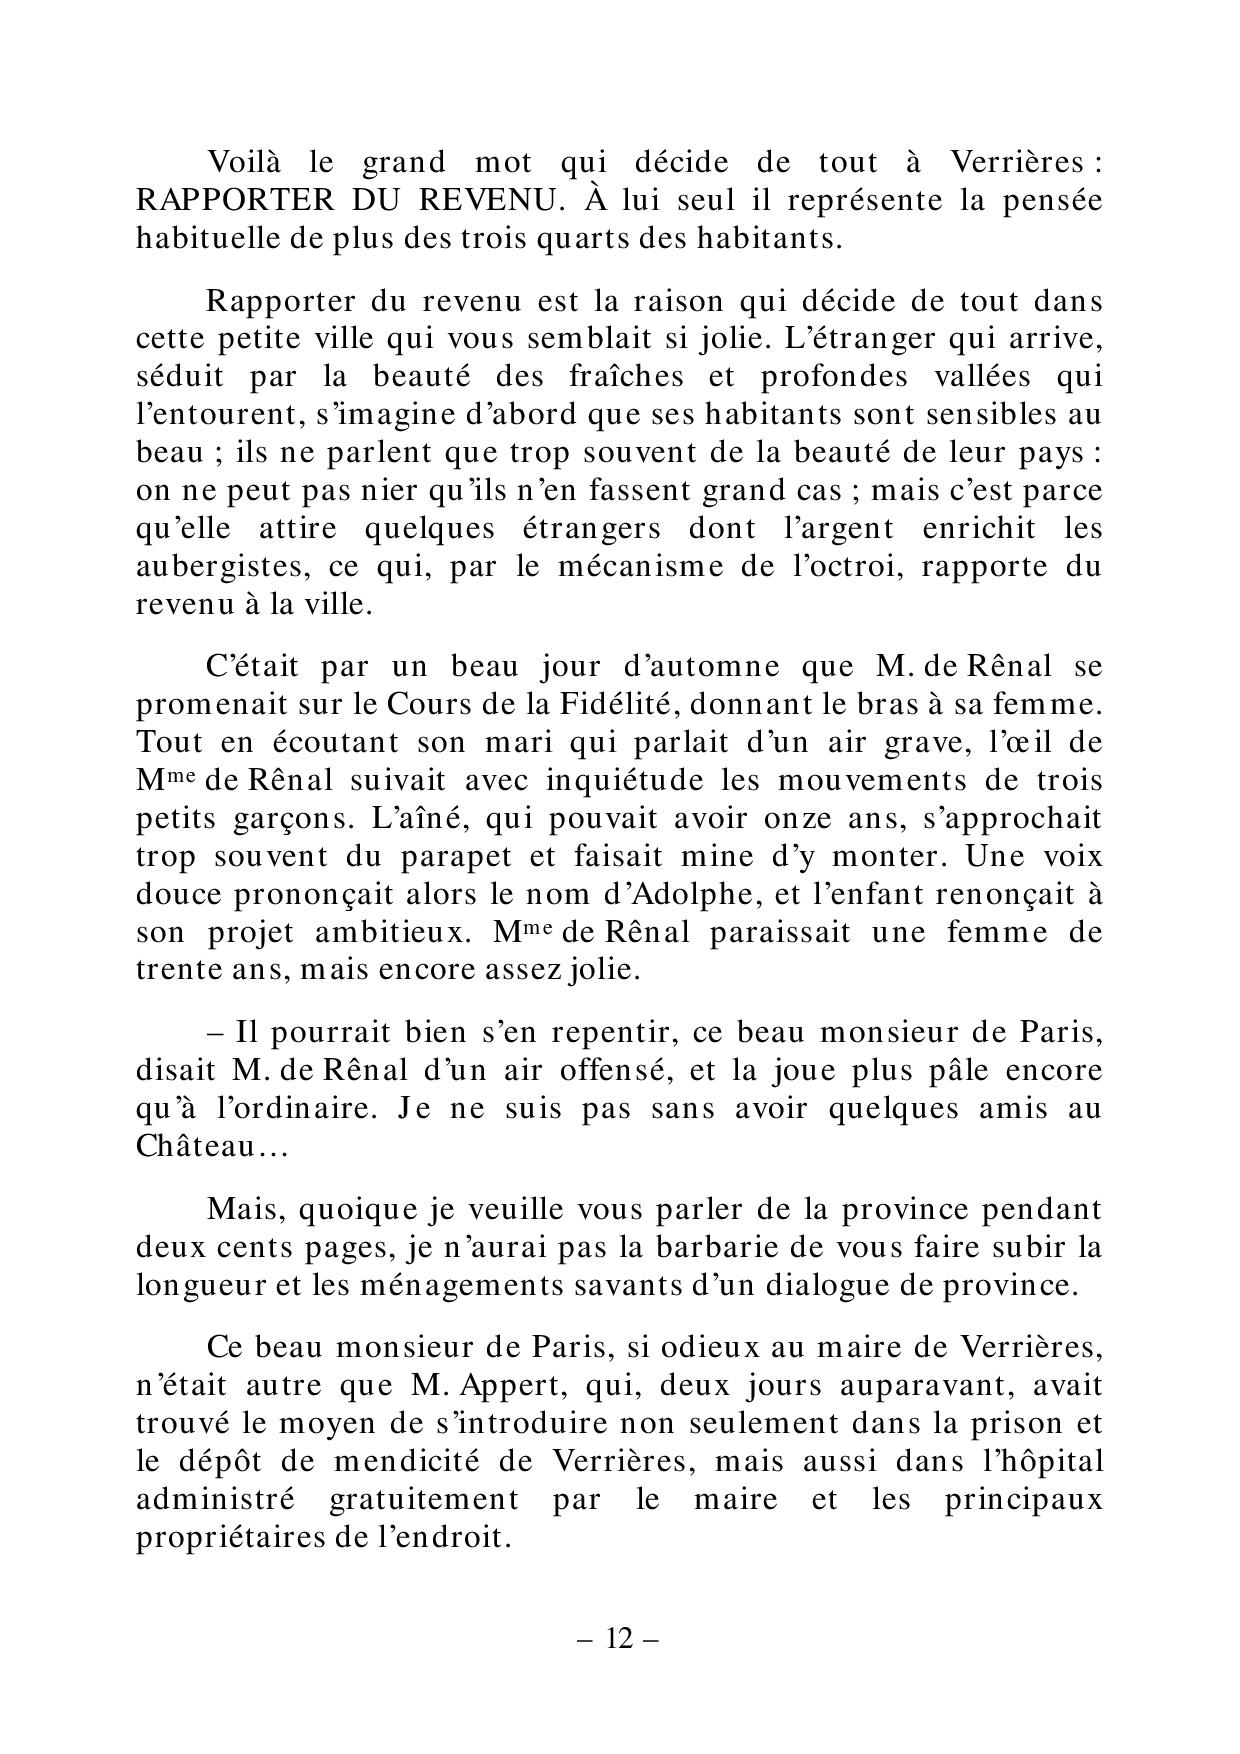 Voilà le grand mot qui décide de tout à Verrières :
RAPPORTER DU REVENU. À lui seul il représente la pensée
habituelle de plus des trois quarts des habitants.
Rapporter du revenu est la raison qui décide de tout dans
cette petite ville qui vous semblait si jolie. L’étranger qui arrive,
séduit par la beauté des fraîches et profondes vallées qui
l’entourent, s’imagine d’abord que ses habitants sont sensibles au
beau ; ils ne parlent que trop souvent de la beauté de leur pays :
on ne peut pas nier qu’ils n’en fassent grand cas ; mais c’est parce
qu’elle attire quelques étrangers dont l’argent enrichit les
aubergistes, ce qui, par le mécanisme de l’octroi, rapporte du
revenu à la ville.
C’était par un beau jour d’automne que M. de Rênal se
promenait sur le Cours de la Fidélité, donnant le bras à sa femme.
Tout en écoutant son mari qui parlait d’un air grave, l’œil de
Mme de Rênal suivait avec inquiétude les mouvements de trois
petits garçons. L’aîné, qui pouvait avoir onze ans, s’approchait
trop souvent du parapet et faisait mine d’y monter. Une voix
douce prononçait alors le nom d’Adolphe, et l’enfant renonçait à
son projet ambitieux. Mme de Rênal paraissait une femme de
trente ans, mais encore assez jolie.
– Il pourrait bien s’en repentir, ce beau monsieur de Paris,
disait M. de Rênal d’un air offensé, et la joue plus pâle encore
qu’à l’ordinaire. Je ne suis pas sans avoir quelques amis au
Château…
Mais, quoique je veuille vous parler de la province pendant
deux cents pages, je n’aurai pas la barbarie de vous faire subir la
longueur et les ménagements savants d’un dialogue de province.
Ce beau monsieur de Paris, si odieux au maire de Verrières,
n’était autre que M. Appert, qui, deux jours auparavant, avait
trouvé le moyen de s’introduire non seulement dans la prison et
le dépôt de mendicité de Verrières, mais aussi dans l’hôpital
administré gratuitement par le maire et les principaux
propriétaires de l’endroit.
– 12 –